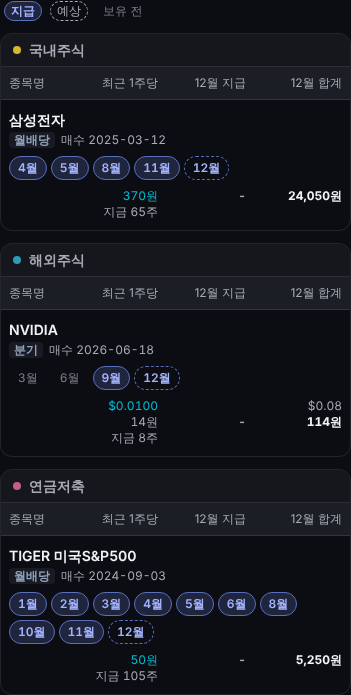 지급 예상 보유 전
국내주식
종목명 최근 1주당 12월 지급 12월 합계
삼성전자
월배당 매수 2025-03-12
4월 5월 8월 11월 12월
370원 - 24,050원
지금 65주
해외주식
종목명 최근 1주당 12월 지급 12월 합계
NVIDIA
분기 매수 2026-06-18
3월 6월 9월 12월
$0.0100 $0.08
14원 - 114원
지금 8주
연금저축
종목명 최근 1주당 12월 지급 12월 합계
TIGER 미국S&P500
월배당 매수 2024-09-03
1월 2월 3월 4월 5월 6월 8월
10월 11월 12월
50원 - 5,250원
지금 105주